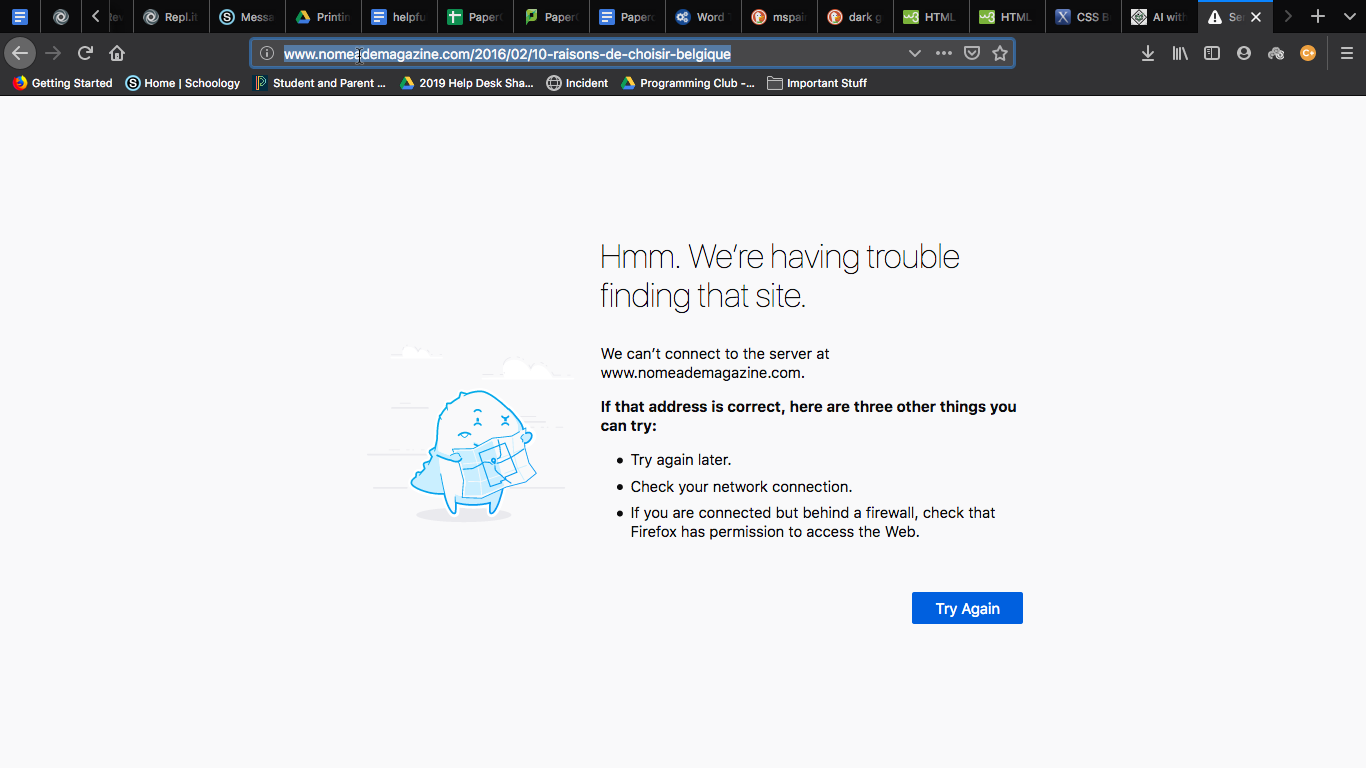 Repl.it Messa Printin helpfu Paper Paper Paperc Word mspai dark g HTML HTML CSS B AI with Se
www.nomeademagazine.com/2016/02/10-raisons-de-choisir-belgique
Getting Started Home | Schoology Student and Parent ... 2019 Help Desk Sha... Incident Programming Club -... Important Stuff
Hmm. We're having trouble
finding that site.
We can't connect to the server at
www.nomeademagazine.com.
If that address is correct, here are three other things you
can try:
• Try again later.
• Check your network connection.
• If you are connected but behind a firewall, check that
Firefox has permission to access the Web.
Try Again